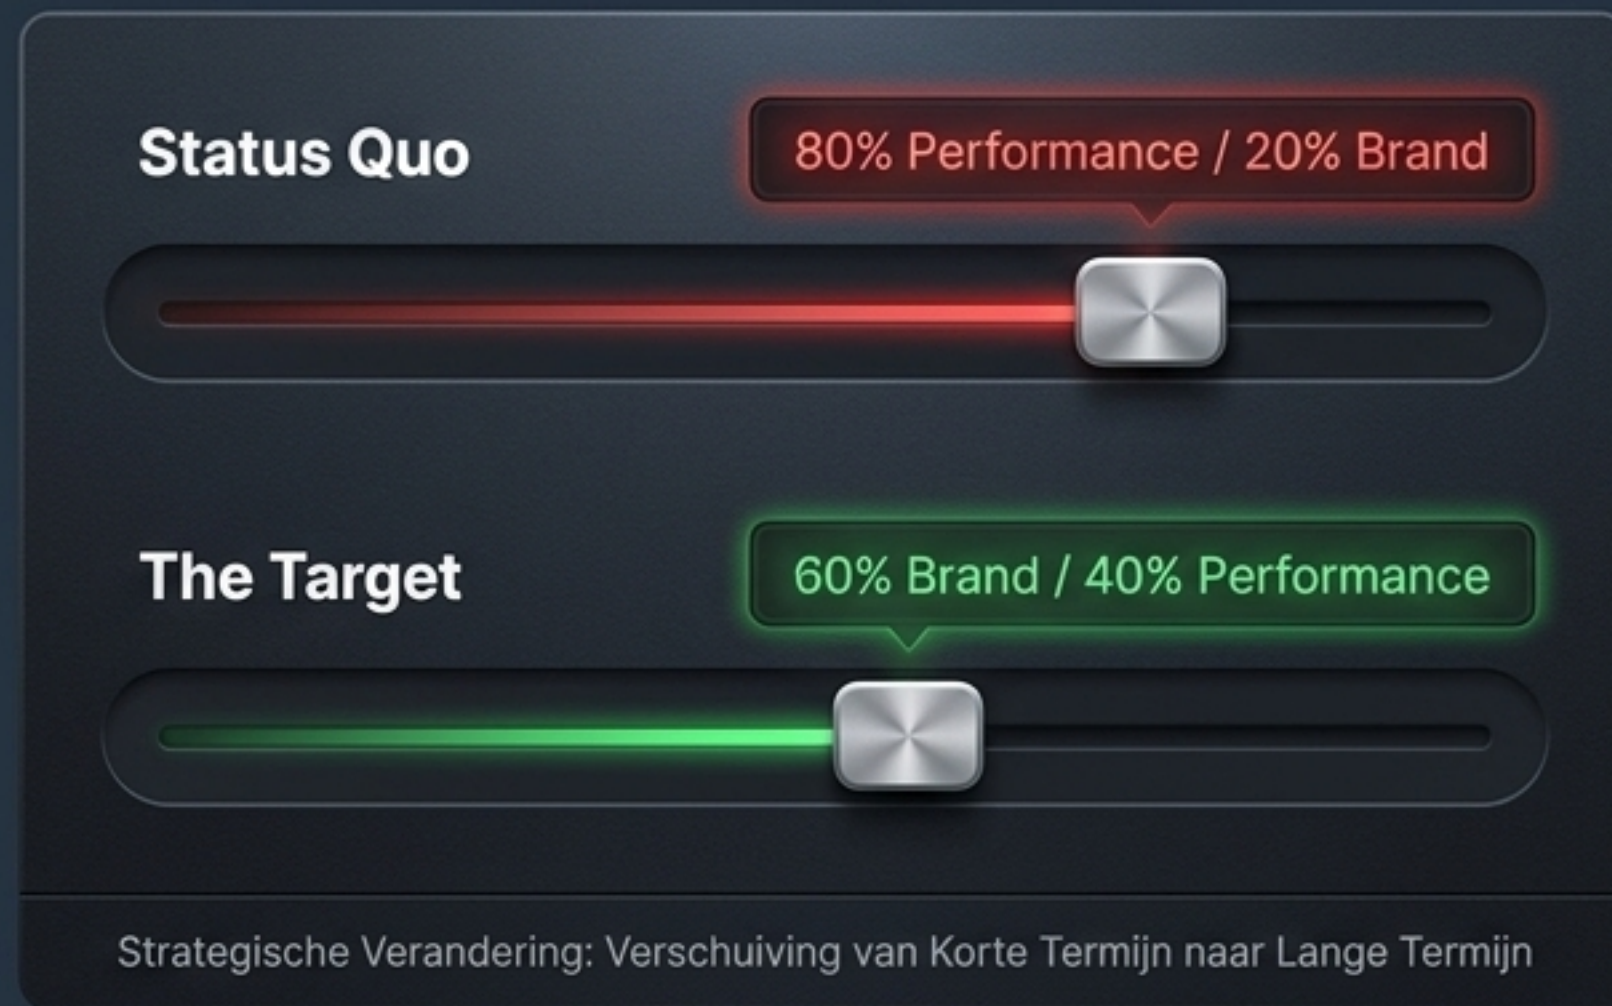 Status Quo
80% Performance / 20% Brand
The Target
60% Brand / 40% Performance
Strategische Verandering: Verschuiving van Korte Termijn naar Lange Termijn